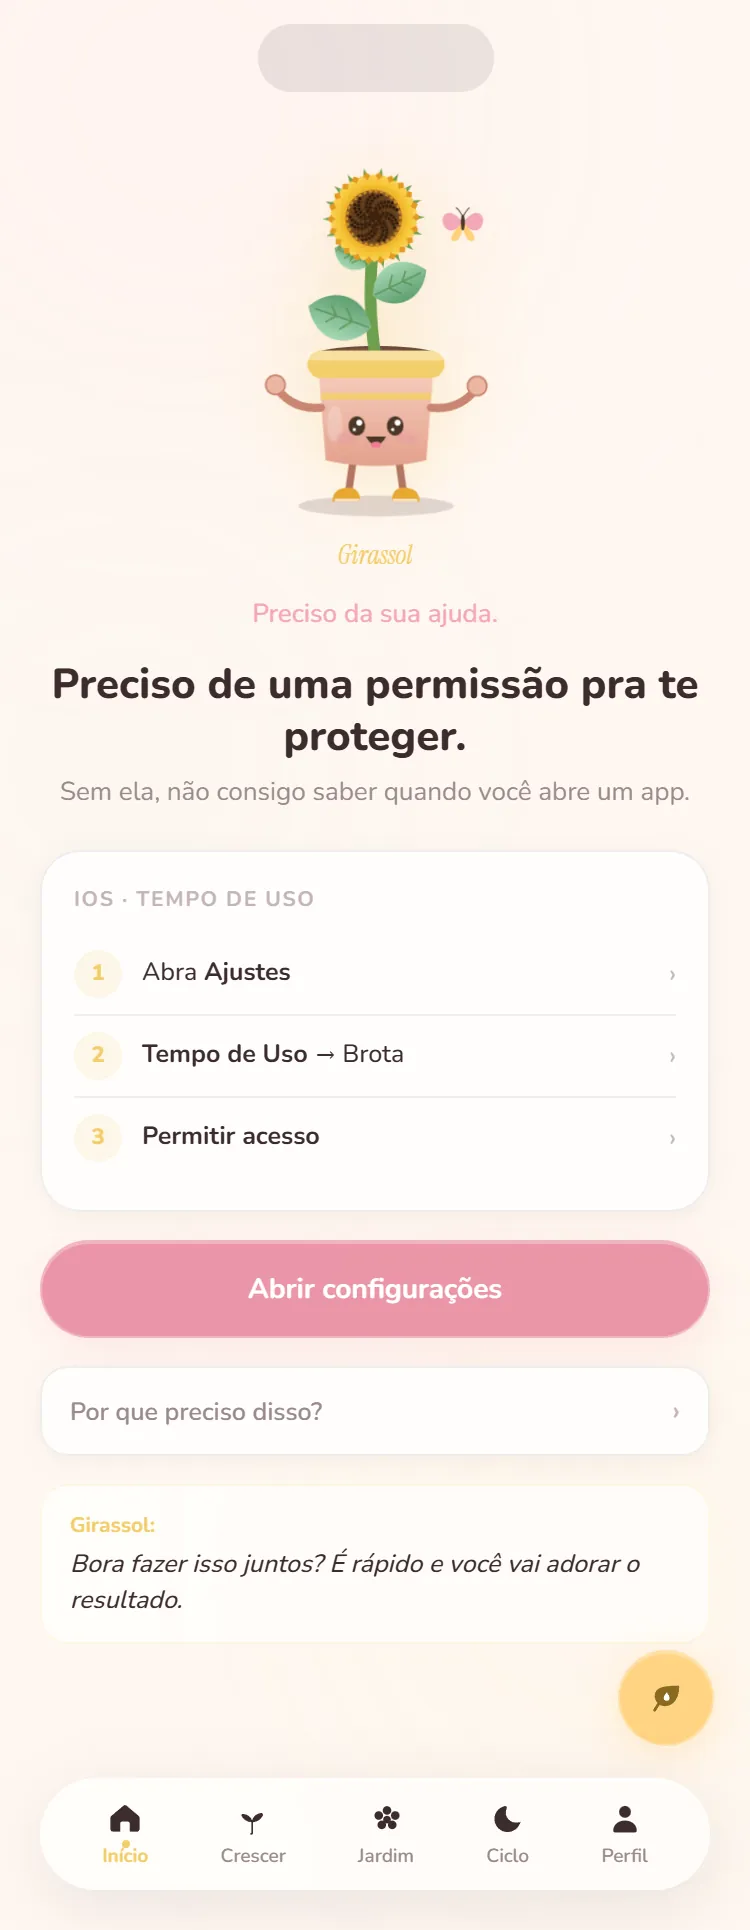 Girassol
Preciso da sua ajuda.
Preciso de uma permissão pra te
proteger.
Sem ela, não consigo saber quando você abre um app.
IOS · TEMPO DE USO
1 Abra Ajustes ›
2 Tempo de Uso → Brota ›
3 Permitir acesso ›
Abrir configurações
Por que preciso disso? ›
Girassol:
Bora fazer isso juntos? É rápido e você vai adorar o
resultado.
Início Crescer Jardim Ciclo Perfil